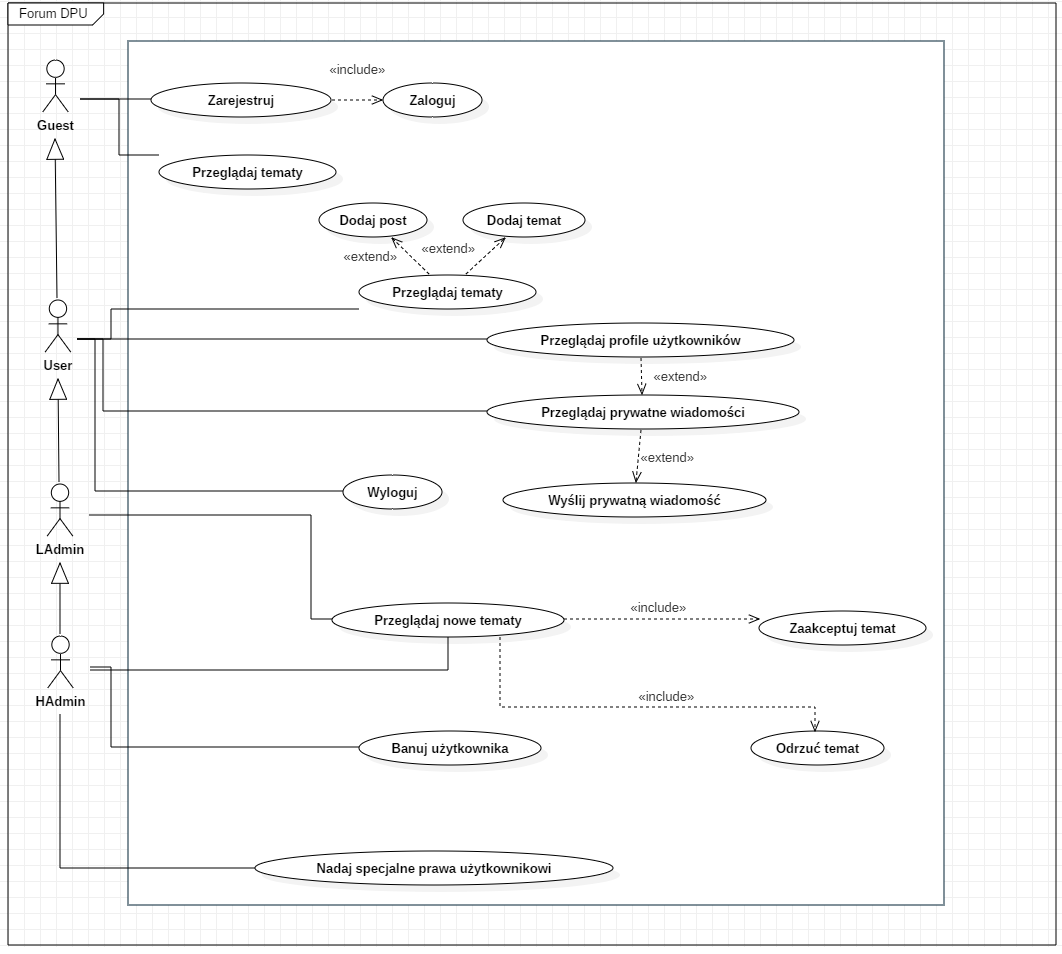 Forum DPU
«include»
Zarejestruj
Zaloguj
Guest
Przeglądaj tematy
Dodaj post
Dodaj temat
«extend»
«extend»
Przeglądaj tematy
Przeglądaj profile użytkowników
User
«extend»
Przeglądaj prywatne wiadomości
«extend»
Wyloguj
Wyślij prywatną wiadomość
LAdmin
«include»
Przeglądaj nowe tematy
Zaakceptuj temat
«include»
HAdmin
Banuj użytkownika
Odrzuć temat
Nadaj specjalne prawa użytkownikowi